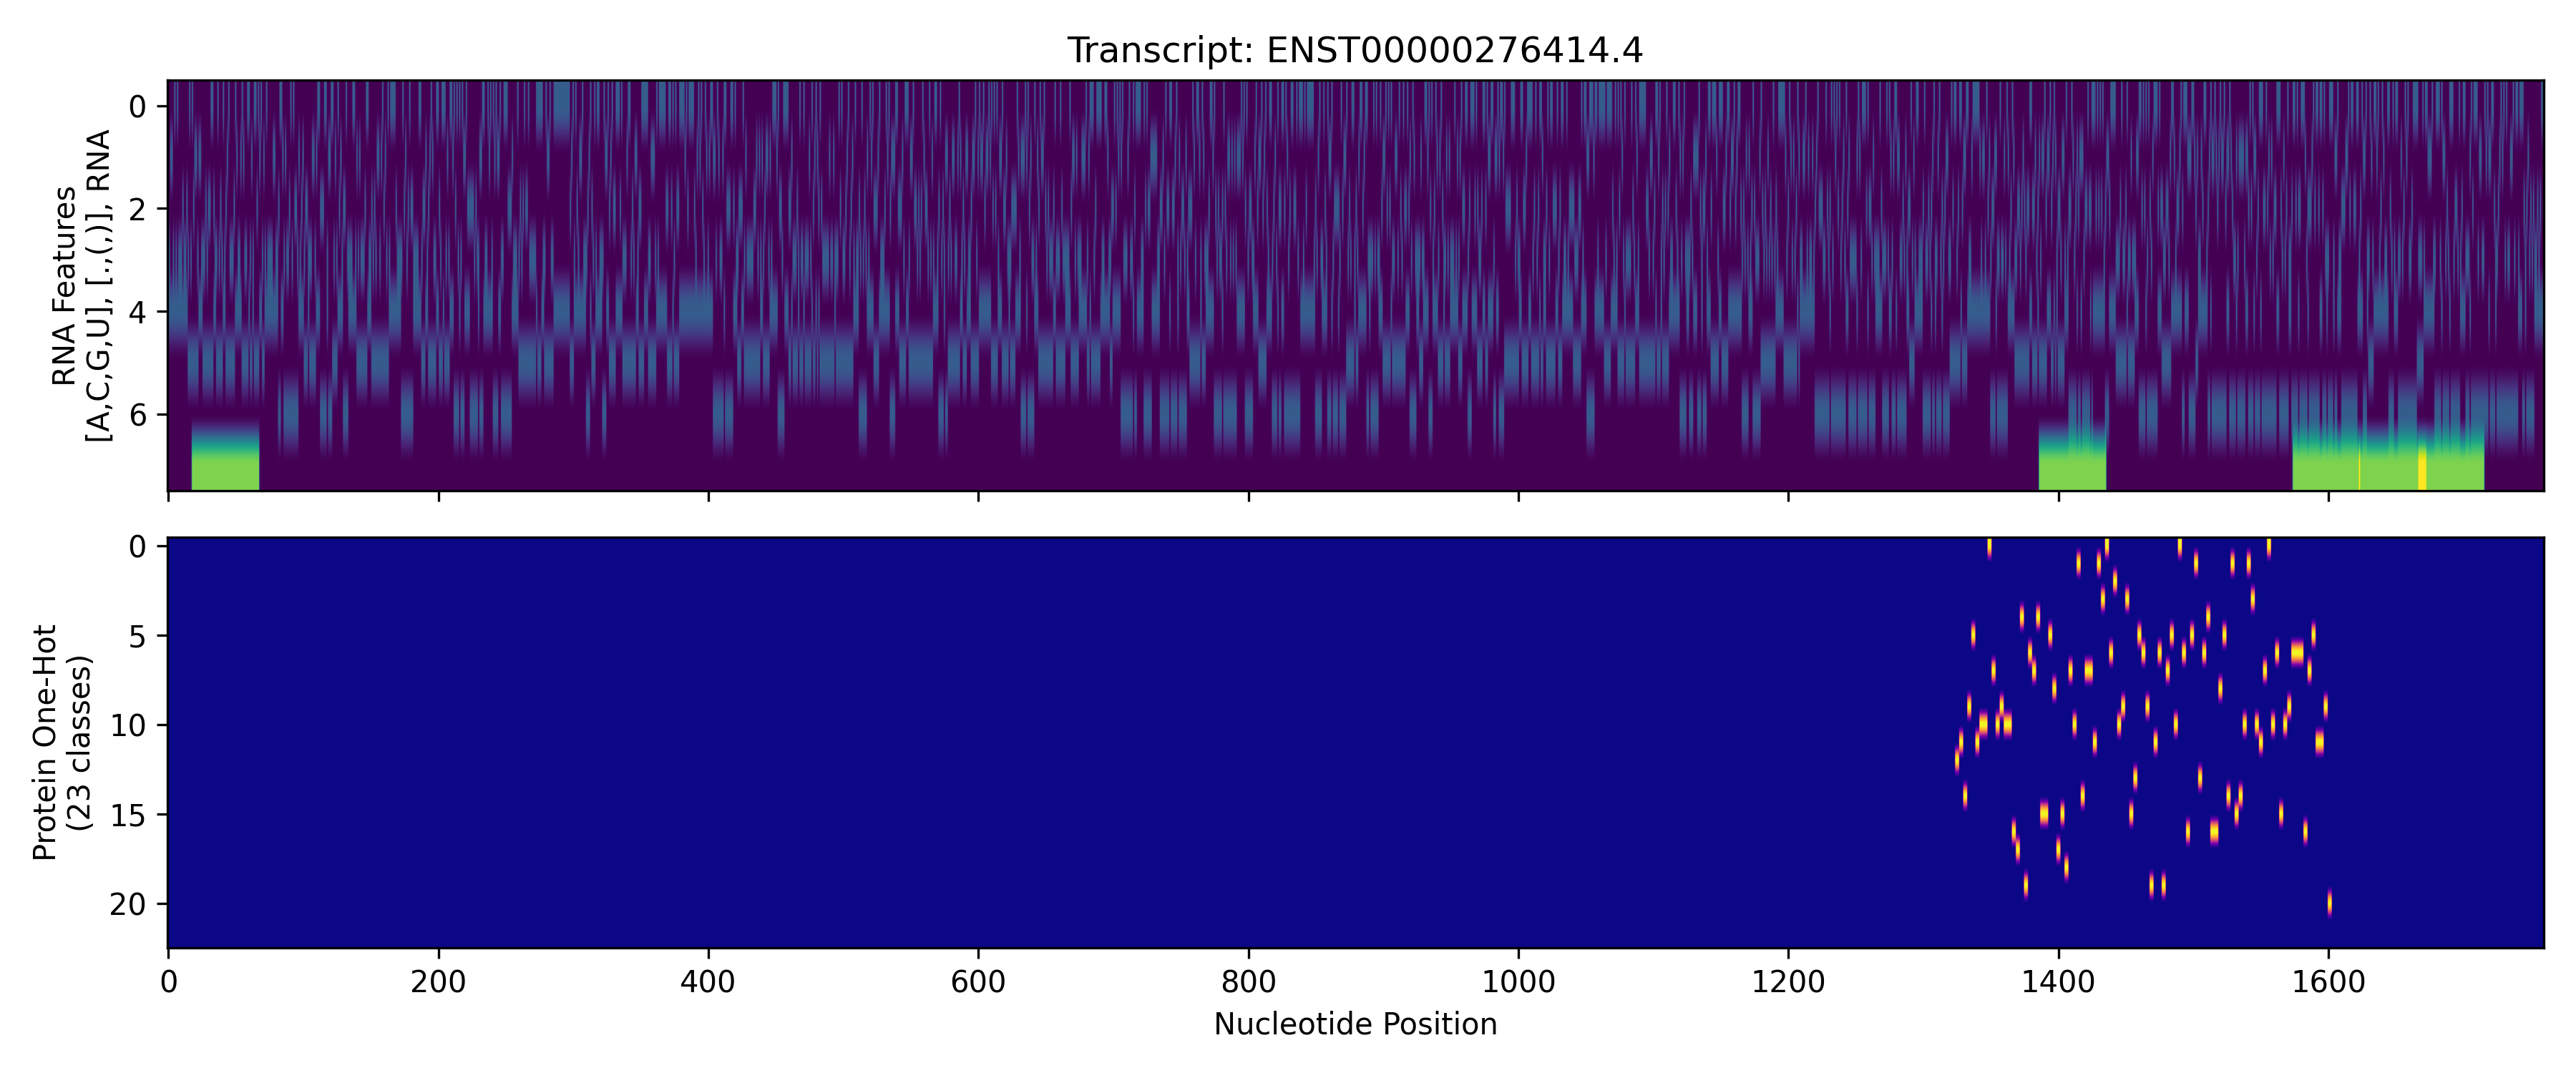 Transcript: ENST00000276414.4
RNA Features
[A,C,G,U], [.,(,)], RNA
0
2
4
6
Protein One-Hot
(23 classes)
0
5
10
15
20
0 200 400 600 800 1000 1200 1400 1600
Nucleotide Position